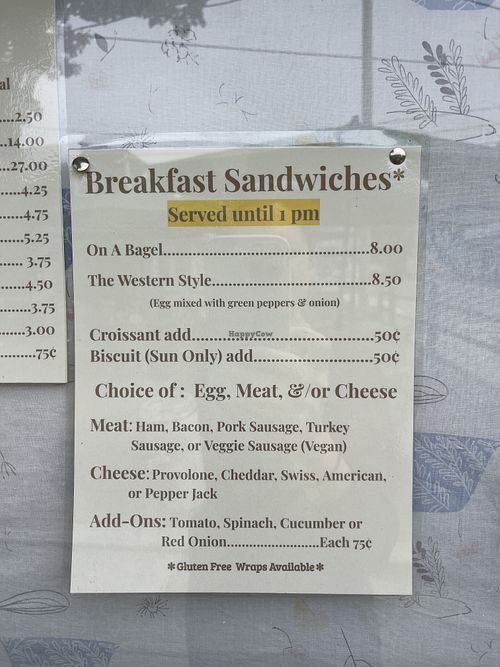 al
...2.50
...14.00
...27.00
....4.25
....4.75
....5.25
.... 3.75
....4.50
....3.75
....3.00
..........75¢
Breakfast Sandwiches*
Served until 1 pm
On A Bagel..................................................8.00
The Western Style......................................8.50
(Egg mixed with green peppers & onion)
Croissant add............................................50¢
HappyCow
Biscuit (Sun Only) add.............................50¢
Choice of : Egg, Meat, &/or Cheese
Meat: Ham, Bacon, Pork Sausage, Turkey
Sausage, or Veggie Sausage (Vegan)
Cheese: Provolone, Cheddar, Swiss, American,
or Pepper Jack
Add-Ons: Tomato, Spinach, Cucumber or
Red Onion.........................Each 75¢
*Gluten Free Wraps Available*